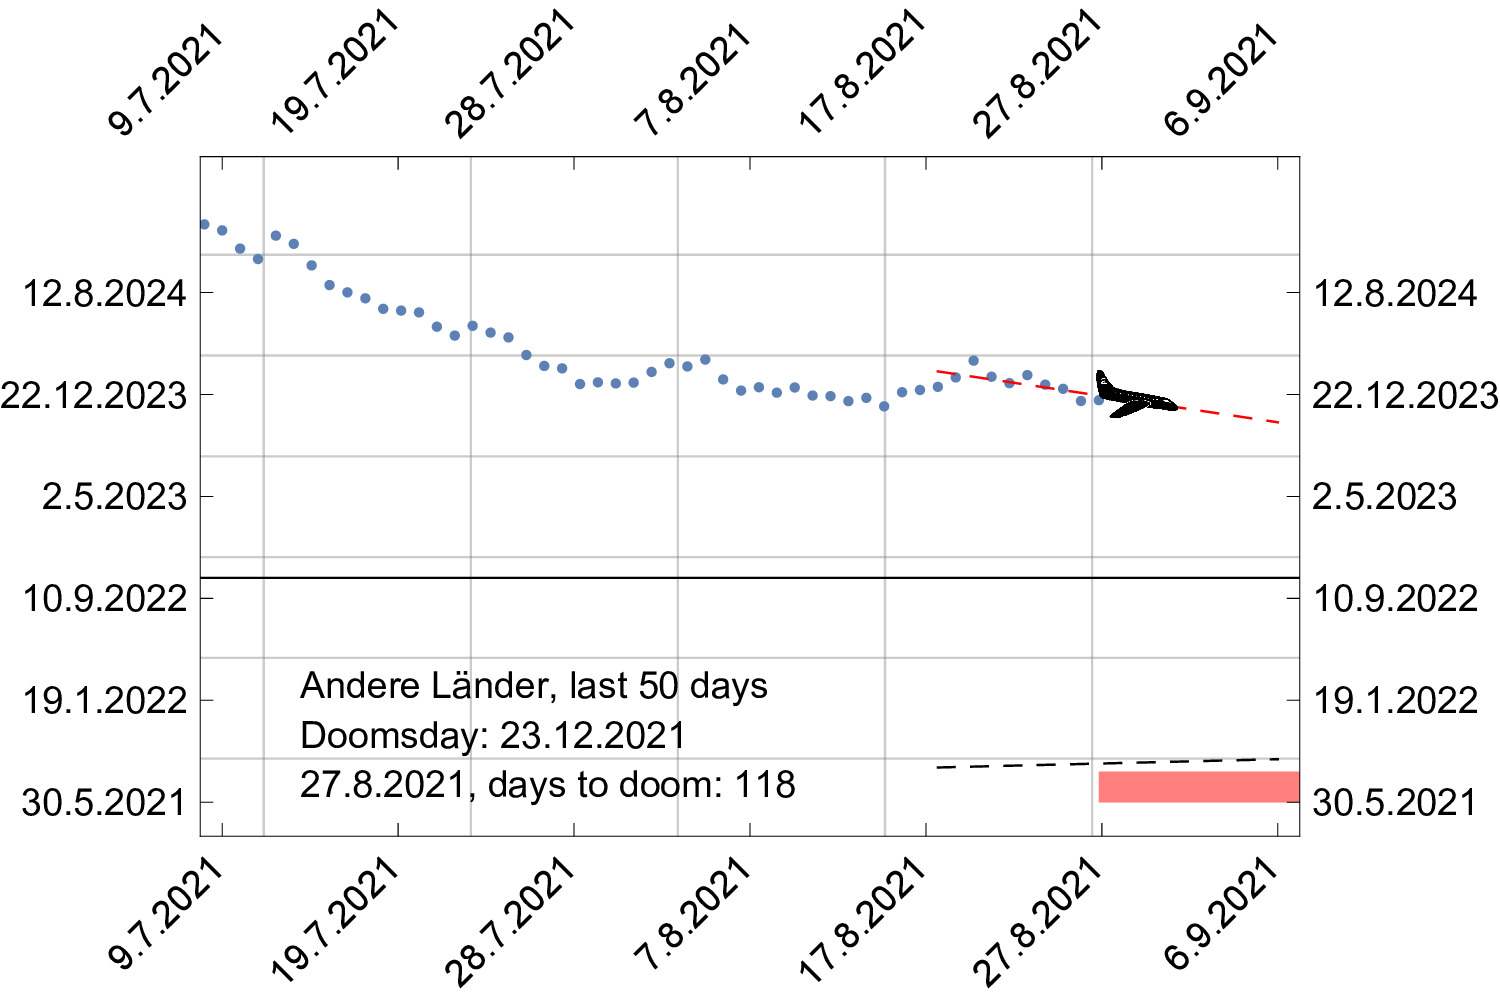 9.7.2021 19.7.2021 28.7.2021 7.8.2021 17.8.2021 27.8.2021 6.9.2021
12.8.2024 12.8.2024
22.12.2023 22.12.2023
2.5.2023 2.5.2023
10.9.2022 10.9.2022
Andere Länder, last 50 days
19.1.2022 19.1.2022
Doomsday: 23.12.2021
27.8.2021, days to doom: 118
30.5.2021 30.5.2021
9.7.2021 19.7.2021 28.7.2021 7.8.2021 17.8.2021 27.8.2021 6.9.2021